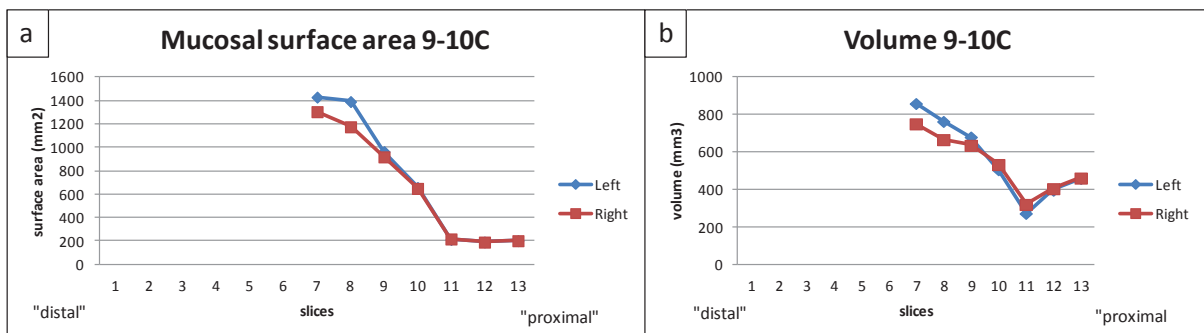 a
Mucosal surface area 9-10C
surface area (mm2)
1600
1400
1200
1000
800
600
400
200
0
1 2 3 4 5 6 7 8 9 10 11 12 13
"distal" slices "proximal"
Left
Right
b
Volume 9-10C
volume (mm3)
1000
800
600
400
200
0
1 2 3 4 5 6 7 8 9 10 11 12 13
"distal" slices "proximal
Left
Right